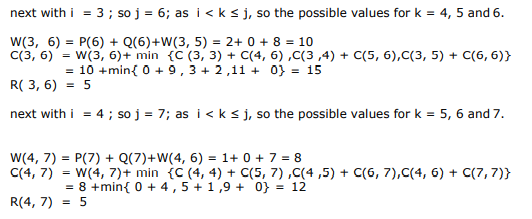 next with i = 3 ; so j = 6; as i < k ≤ j, so the possible values for k = 4, 5 and 6.
W(3, 6) = P(6) + Q(6)+W(3, 5) = 2+ 0 + 8 = 10
C(3, 6) = W(3, 6)+ min {C (3, 3) + C(4, 6) ,C(3 ,4) + C(5, 6),C(3, 5) + C(6, 6)}
= 10 +min{ 0 + 9 , 3 + 2 ,11 + 0} = 15
R( 3, 6) = 5
next with i = 4 ; so j = 7; as i < k ≤ j, so the possible values for k = 5, 6 and 7.
W(4, 7) = P(7) + Q(7)+W(4, 6) = 1+ 0 + 7 = 8
C(4, 7) = W(4, 7)+ min {C (4, 4) + C(5, 7) ,C(4 ,5) + C(6, 7),C(4, 6) + C(7, 7)}
= 8 +min{ 0 + 4 , 5 + 1 ,9 + 0} = 12
R(4, 7) = 5